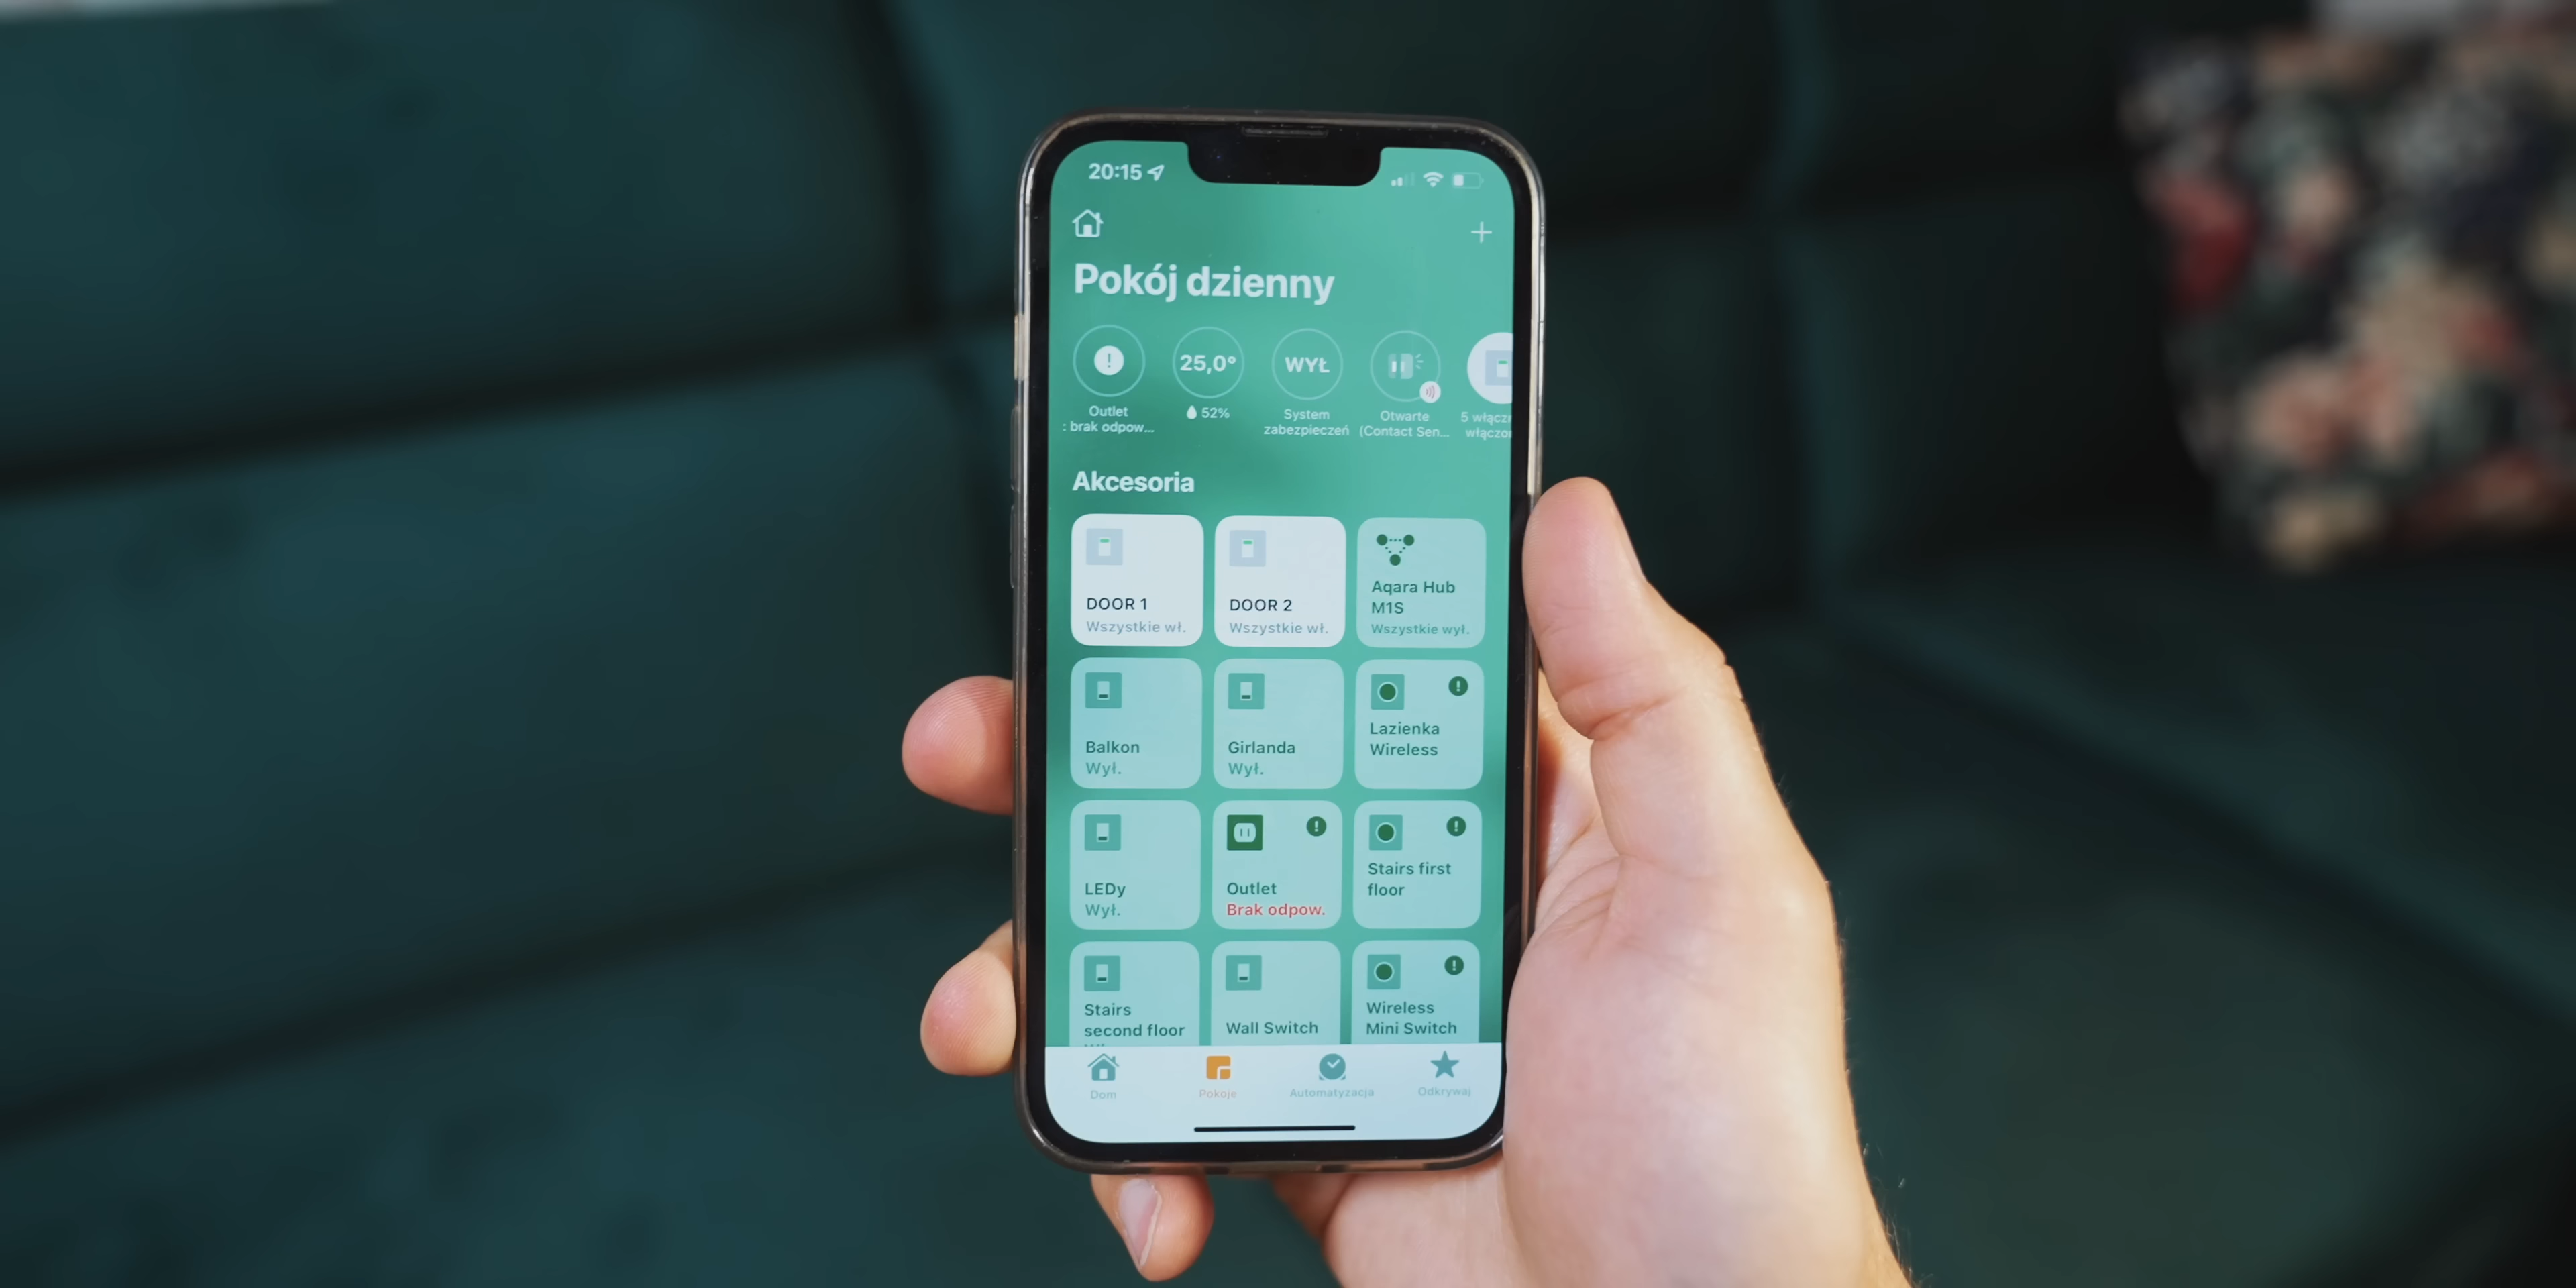 20:15
Pokój dzienny
25,0°
WYŁ
Outlet
: brak odpow...
52%
System
zabezpieczeń
Otwarte
(Contact Sen...
5
Akcesoria
DOOR 1
Wszystkie wł.
DOOR 2
Wszystkie wł.
Aqara Hub
M1S
Wszystkie wył.
Balkon
Wył.
Girlanda
Wył.
Lazienka
Wireless
LEDy
Wył.
Outlet
Brak odpow.
Stairs first
floor
Stairs
second floor
Wall Switch
Wireless
Mini Switch
Dom
Pokoje
Automatyzacja
Odkrywaj